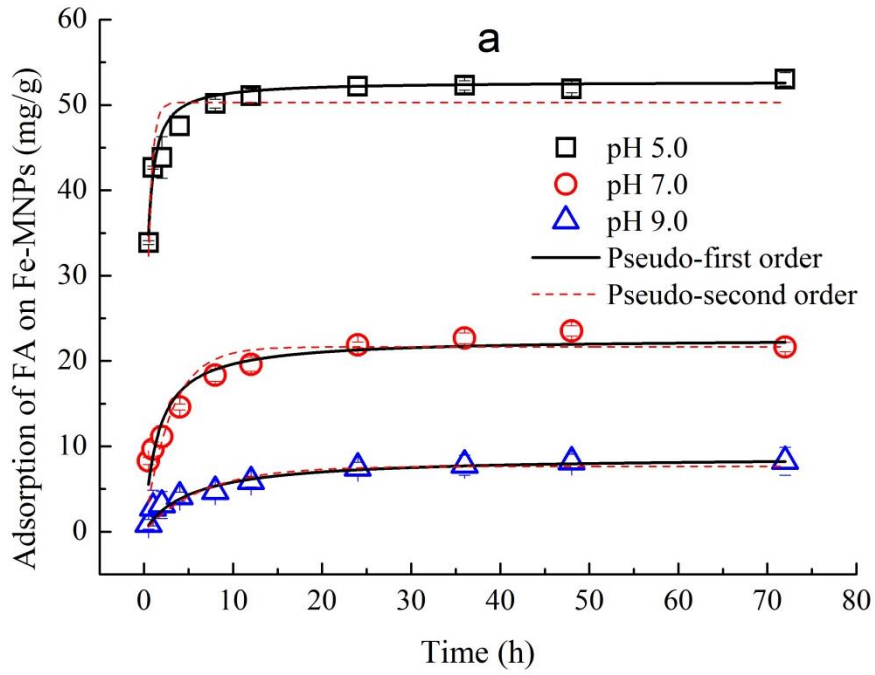 a
Adsorption of FA on Fe-MNPs (mg/g)
60
50
40
30
20
10
0
pH 5.0
pH 7.0
pH 9.0
Pseudo-first order
Pseudo-second order
0 10 20 30 40 50 60 70 80
Time (h)